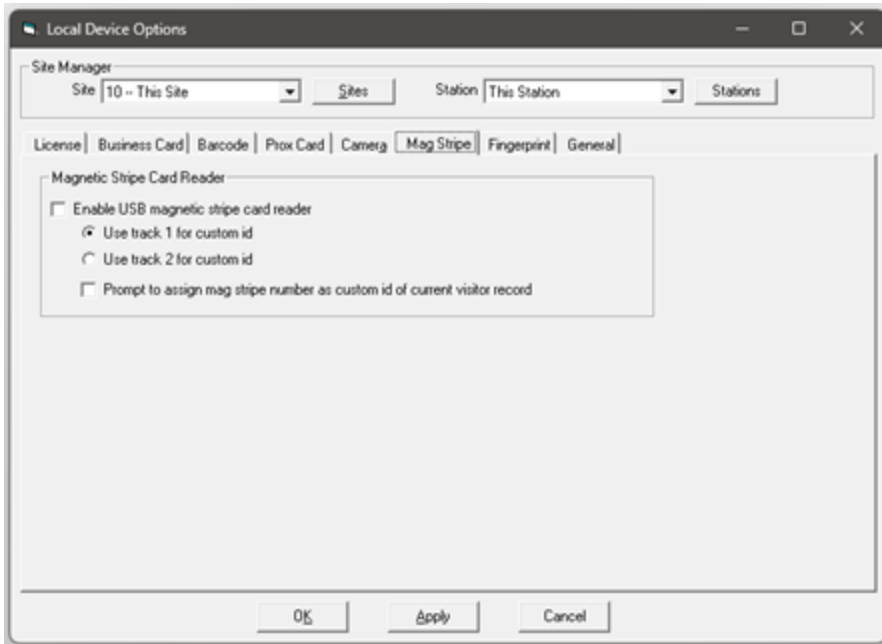 Local Device Options
Site Manager
Site 10 -- This Site Sites Station This Station Stations
License Business Card Barcode Prox Card Camera Mag Stripe Fingerprint General
Magnetic Stripe Card Reader
Enable USB magnetic stripe card reader
Use track 1 for custom id
Use track 2 for custom id
Prompt to assign mag stripe number as custom id of current visitor record
OK Apply Cancel